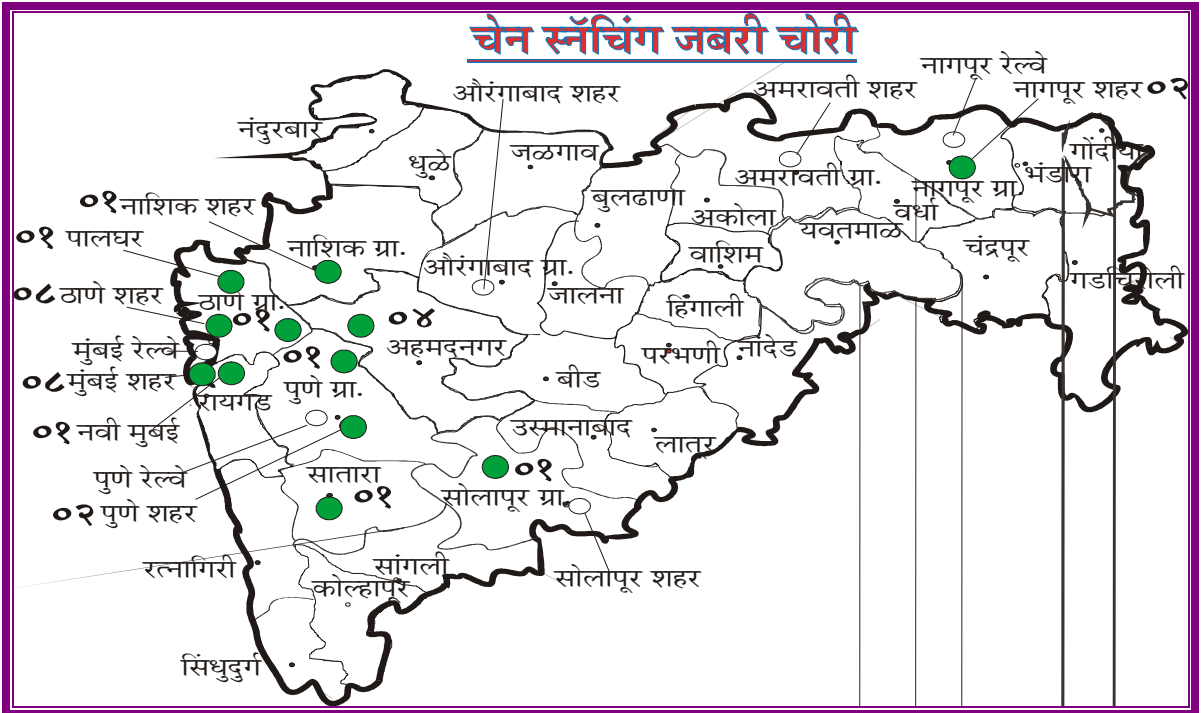 चेन स्नॅचिंग जबरी चोरी
नागपूर रेल्वे
औरंगाबाद शहर
अमरावती शहर
नागपूर शहर ०२
नंदुरबार
धुळे
जळगाव
गोंदीया
भंडारा
अमरावती ग्रा.
नागपूर ग्रा.
बुलढाणा
अकोला
वर्धा
०१ नाशिक शहर
यवतमाळ
०१ पालघर
नाशिक ग्रा.
वाशिम
चंद्रपूर
औरंगाबाद ग्रा.
जालना
गडचिरोली
०८ ठाणे शहर
ठाणे ग्रा.
०१
०४
हिंगाली
मुंबई रेल्वे
०१
अहमदनगर
परभणी
नादेड
०८ मुंबई शहर
पुणे ग्रा.
बीड
रायगड
०१ नवी मुबई
उस्मानाबाद
लातूर
पुणे रेल्वे
सातारा
०१
०१
सोलापूर ग्रा.
०२ पुणे शहर
रत्नागिरी
सांगली
कोल्हापूर
सोलापूर शहर
सिंधुदुर्ग